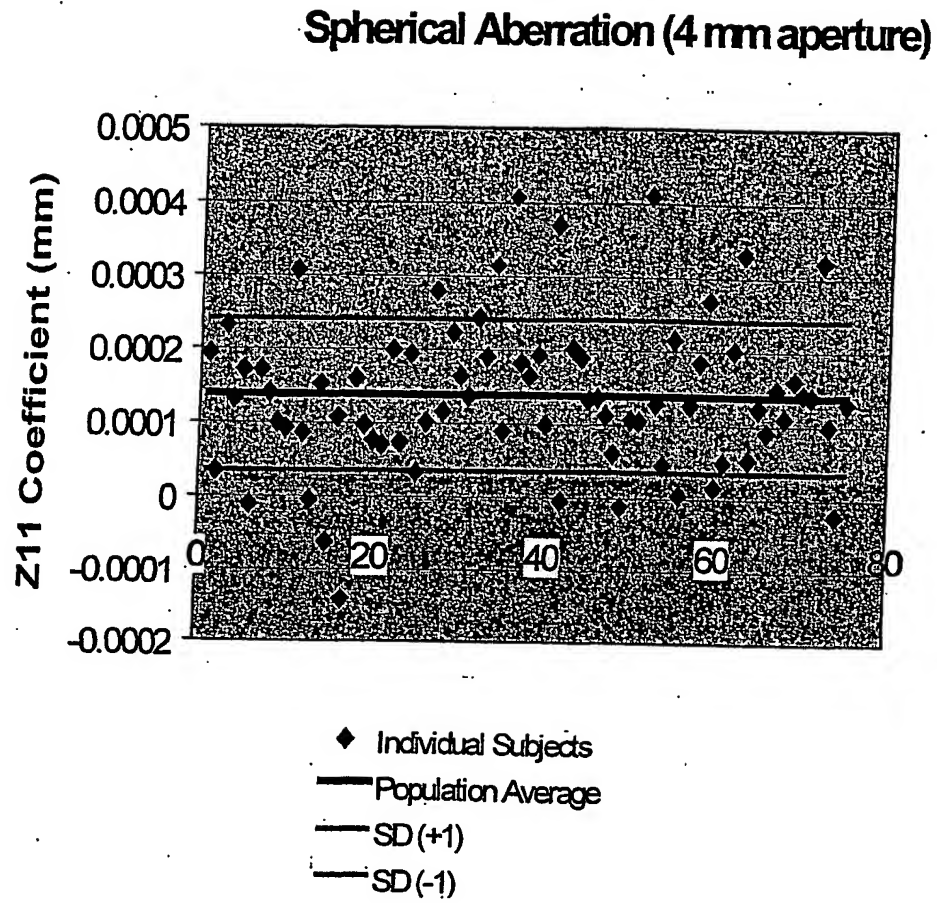 Spherical Aberration (4 mm aperture)
Z11 Coefficient (mm)
0.0005
0.0004
0.0003
0.0002
0.0001
0
-0.0001
-0.0002
0
20
40
60
80
Individual Subjects
Population Average
SD (+1)
SD (-1)